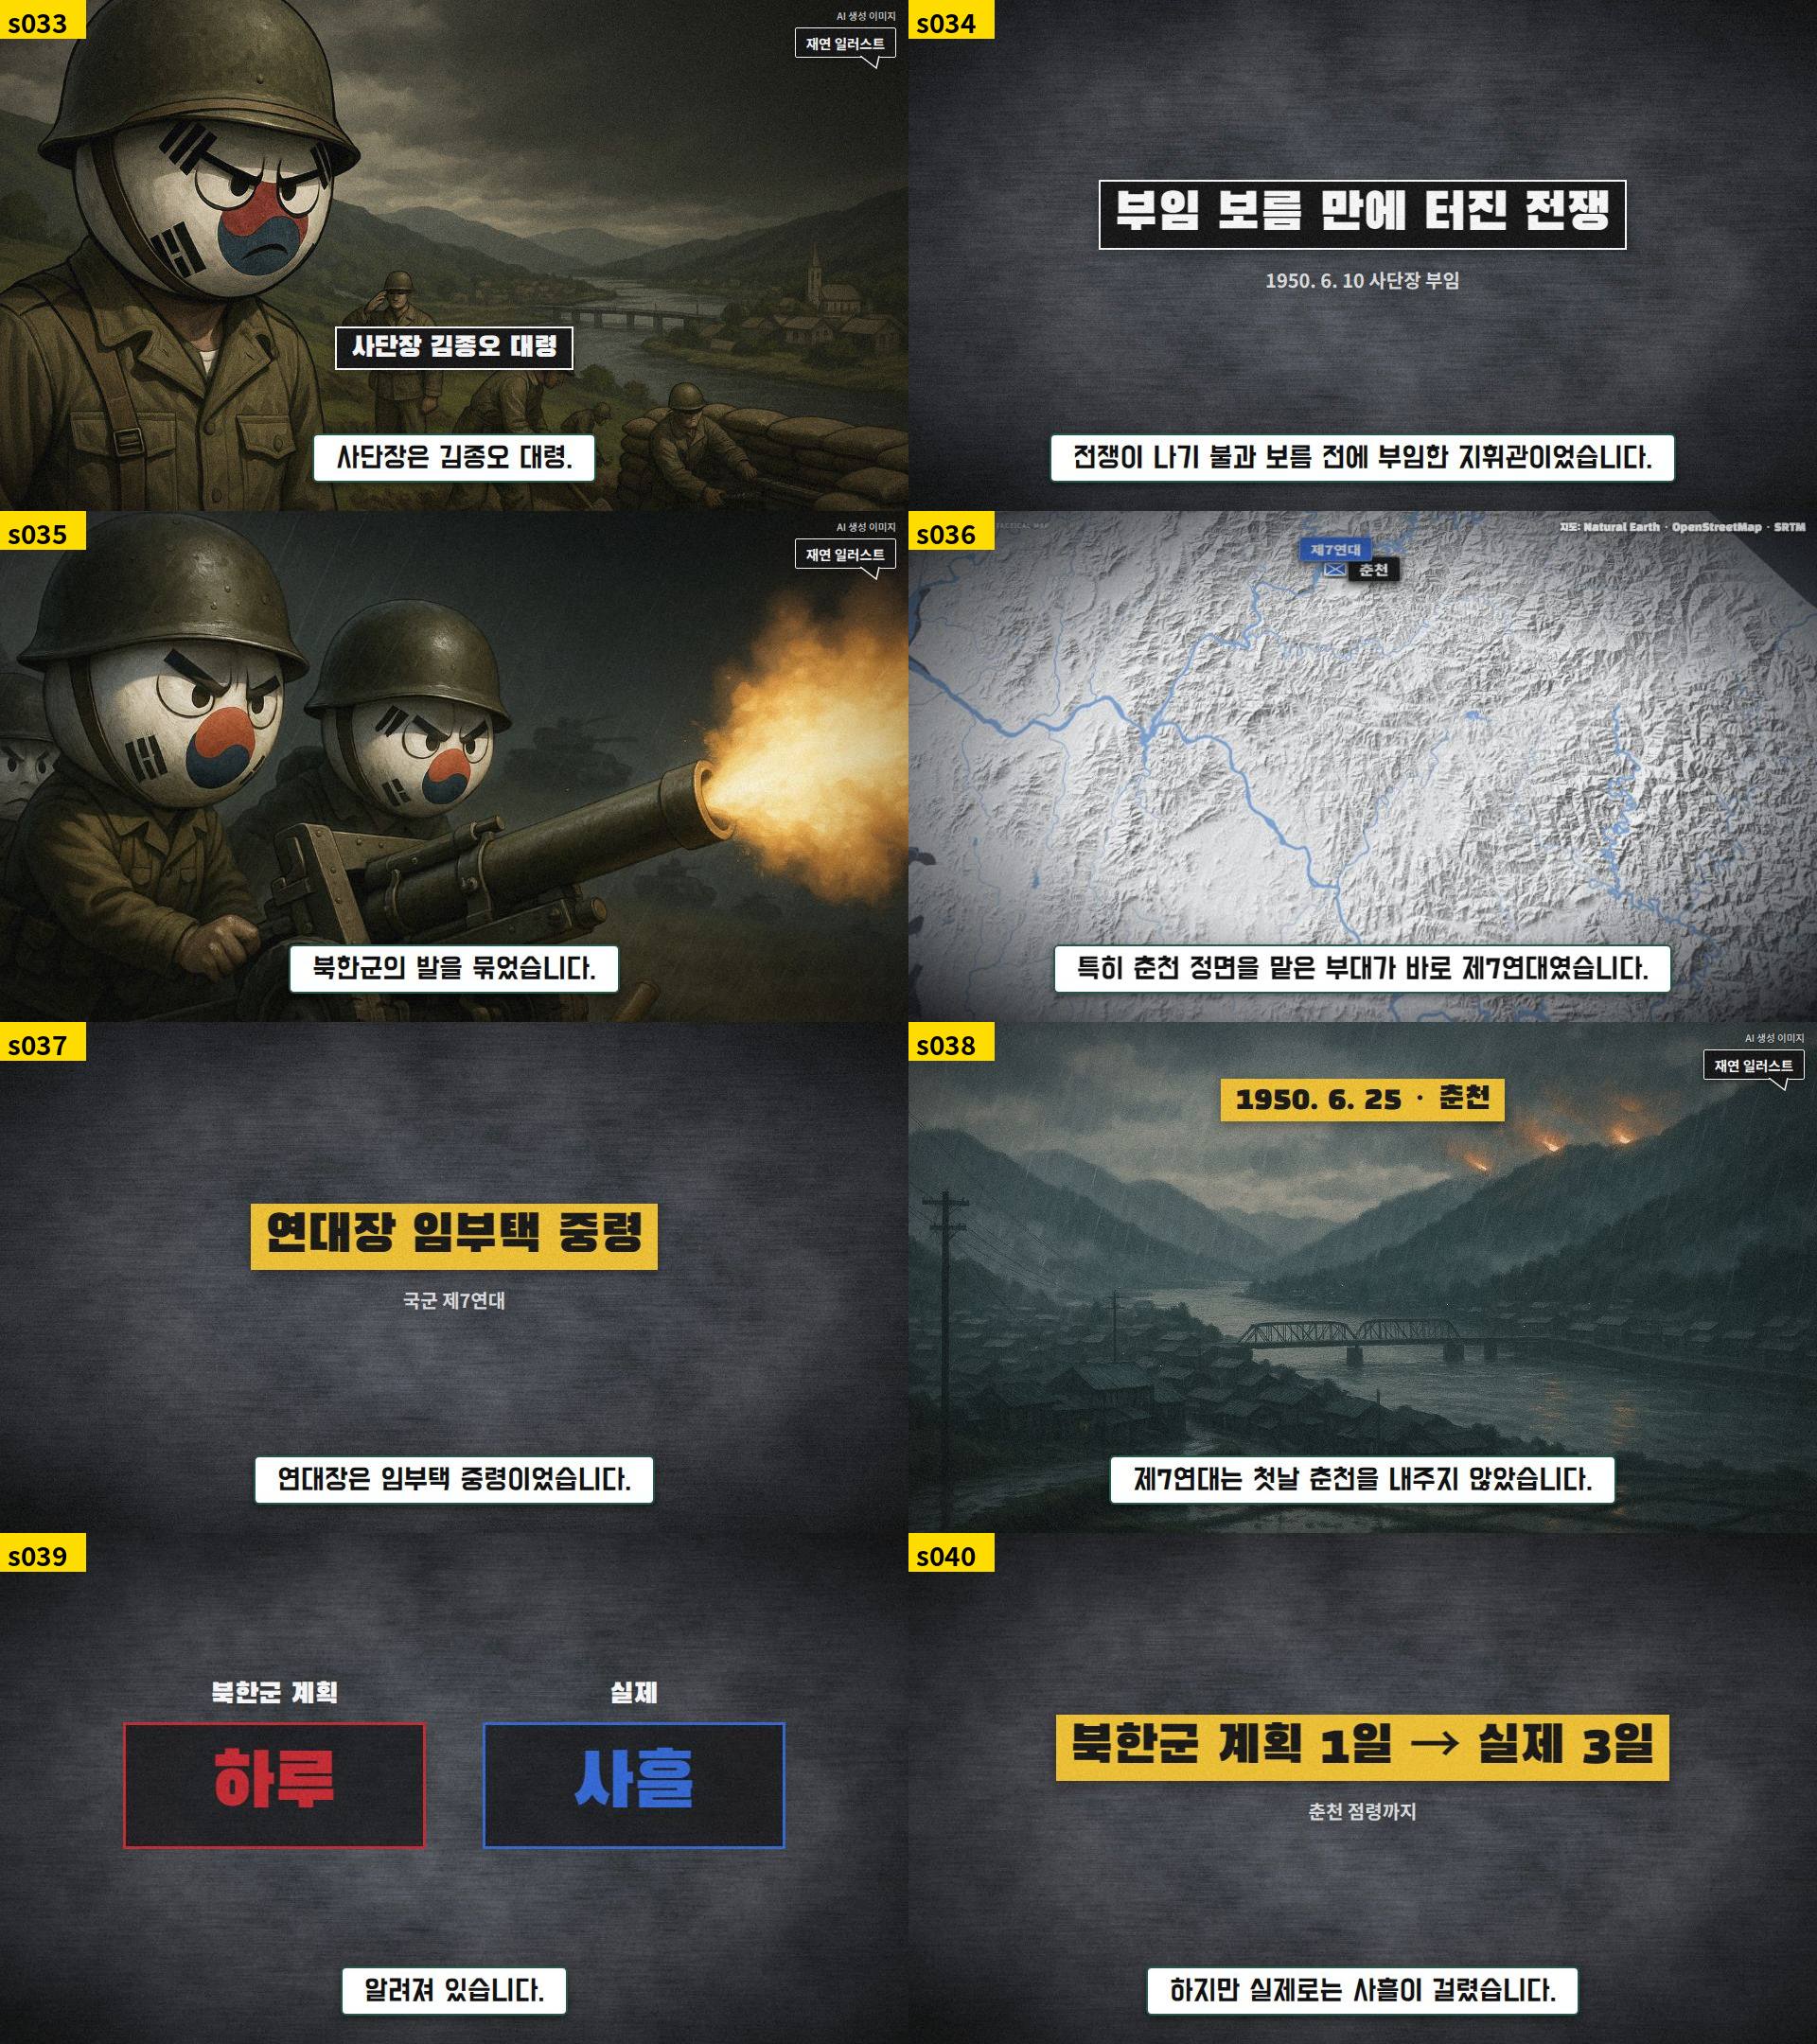 s033
AI 생성 이미지
재연 일러스트
사단장 김종오 대령
사단장은 김종오 대령.
s034
부임 보름 만에 터진 전쟁
1950. 6. 10 사단장 부임
전쟁이 나기 불과 보름 전에 부임한 지휘관이었습니다.
s035
AI 생성 이미지
재연 일러스트
북한군의 발을 묶었습니다.
s036
TACTICAL MAP
지도: Natural Earth · OpenStreetMap · SRTM
제7연대
춘천
특히 춘천 정면을 맡은 부대가 바로 제7연대였습니다.
s037
연대장 임부택 중령
국군 제7연대
연대장은 임부택 중령이었습니다.
s038
AI 생성 이미지
재연 일러스트
1950. 6. 25 · 춘천
제7연대는 첫날 춘천을 내주지 않았습니다.
s039
북한군 계획
실제
하루
사흘
알려져 있습니다.
s040
북한군 계획 1일 → 실제 3일
춘천 점령까지
하지만 실제로는 사흘이 걸렸습니다.